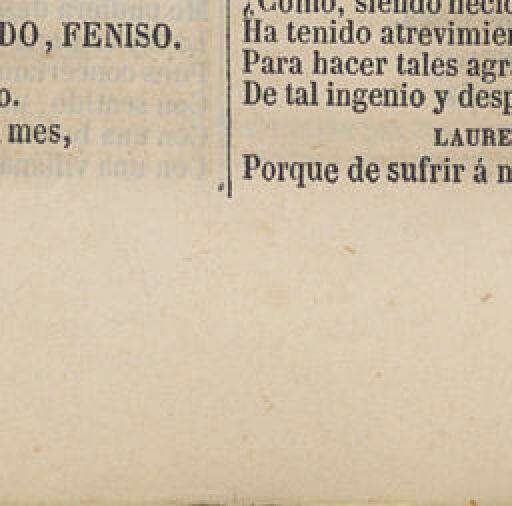 DO, FENISO.
o.
mes,
¿Cómo, siendo necio
Ha tenido atrevimien
Para hacer tales agra
De tal ingenio y desp
LAURE
Porque de sufrir á n